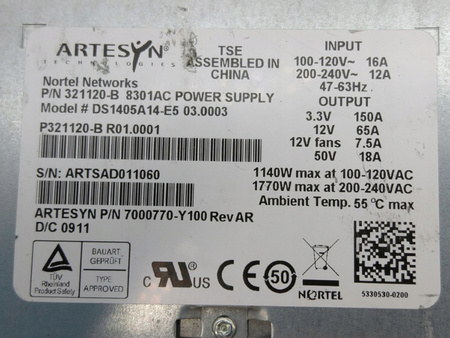 ARTESYN
TECHNOLOGIES
TSE
ASSEMBLED IN
CHINA
Nortel Networks
P/N 321120-B 8301AC POWER SUPPLY
Model # DS1405A14-E5 03.0003
P321120-B R01.0001
S/N: ARTSAD011060
ARTESYN P/N 7000770-Y100 Rev AR
D/C 0911
INPUT
100-120V~ 16A
200-240V~ 12A
47-63Hz
OUTPUT
3.3V 150A
12V 65A
12V fans 7.5A
50V 18A
1140W max at 100-120VAC
1770W max at 200-240VAC
Ambient Temp. 55 °C max
TÜV
Rheinland
Product Safety
BAUART
GEPRÜFT
TYPE
APPROVED
C RU US
CE
50
NORTEL
5330530-0200